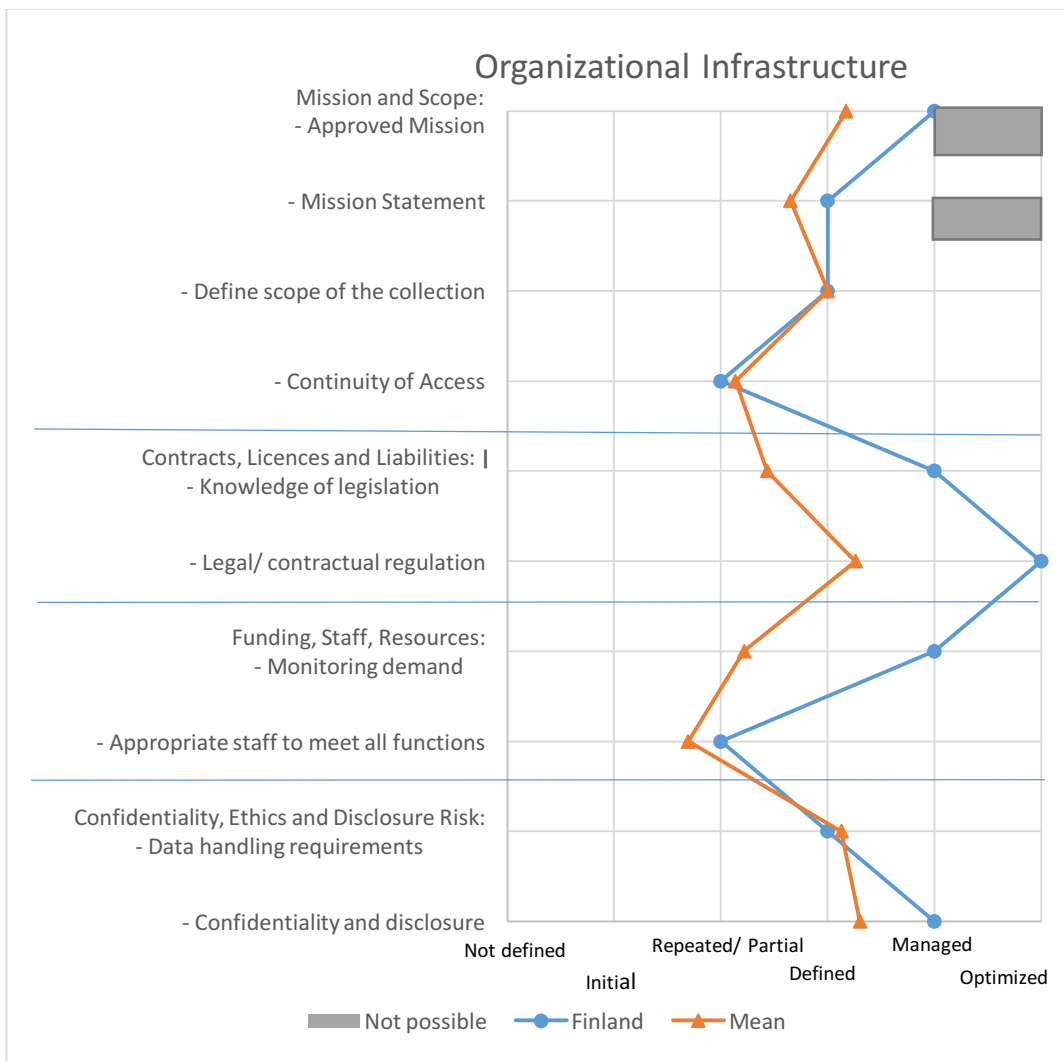 Organizational Infrastructure
Mission and Scope:
- Approved Mission
- Mission Statement
- Define scope of the collection
- Continuity of Access
Contracts, Licences and Liabilities: |
- Knowledge of legislation
- Legal/ contractual regulation
Funding, Staff, Resources:
- Monitoring demand
- Appropriate staff to meet all functions
Confidentiality, Ethics and Disclosure Risk:
- Data handling requirements
- Confidentiality and disclosure
Not defined
Initial
Repeated/ Partial
Defined
Managed
Optimized
Not possible
Finland
Mean